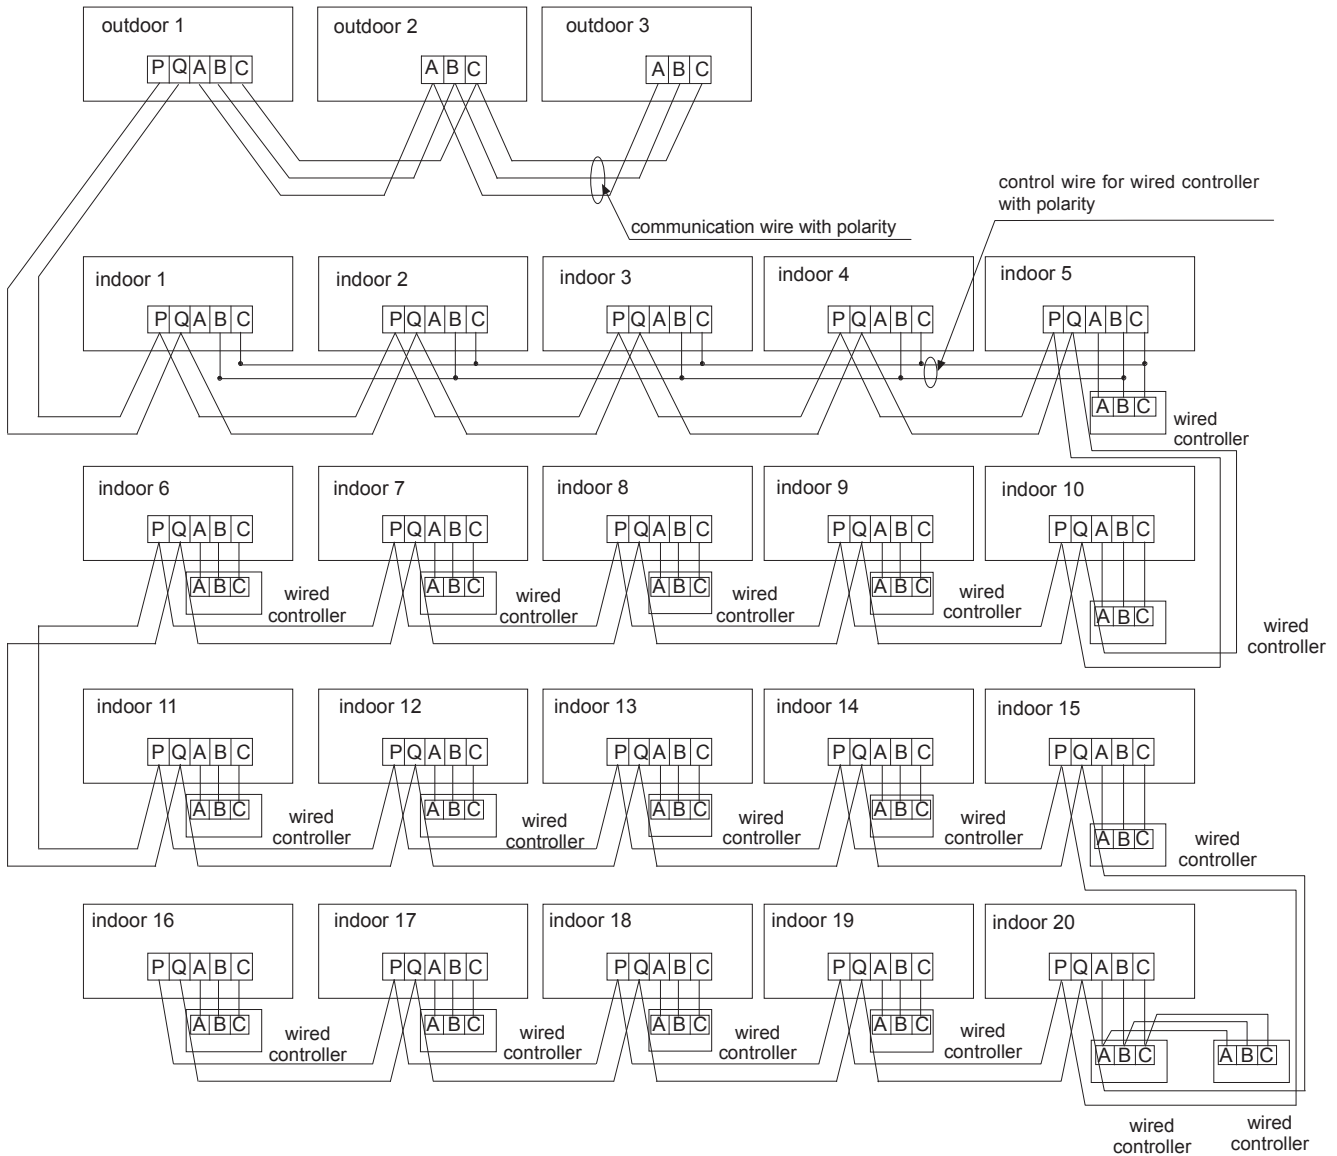 outdoor 1
outdoor 2
outdoor 3
P Q A B C
A B C
A B C
control wire for wired controller
with polarity
communication wire with polarity
indoor 1
indoor 2
indoor 3
indoor 4
indoor 5
P Q A B C
P Q A B C
P Q A B C
P Q A B C
P Q A B C
A B C
wired
controller
indoor 6
indoor 7
indoor 8
indoor 9
indoor 10
P Q A B C
P Q A B C
P Q A B C
P Q A B C
P Q A B C
A B C
wired
controller
A B C
wired
controller
A B C
wired
controller
A B C
wired
controller
A B C
wired
controller
indoor 11
indoor 12
indoor 13
indoor 14
indoor 15
P Q A B C
P Q A B C
P Q A B C
P Q A B C
P Q A B C
A B C
wired
controller
A B C
wired
controller
A B C
wired
controller
A B C
wired
controller
A B C
wired
controller
indoor 16
indoor 17
indoor 18
indoor 19
indoor 20
P Q A B C
P Q A B C
P Q A B C
P Q A B C
P Q A B C
A B C
wired
controller
A B C
wired
controller
A B C
wired
controller
A B C
wired
controller
A B C
A B C
wired
controller
wired
controller